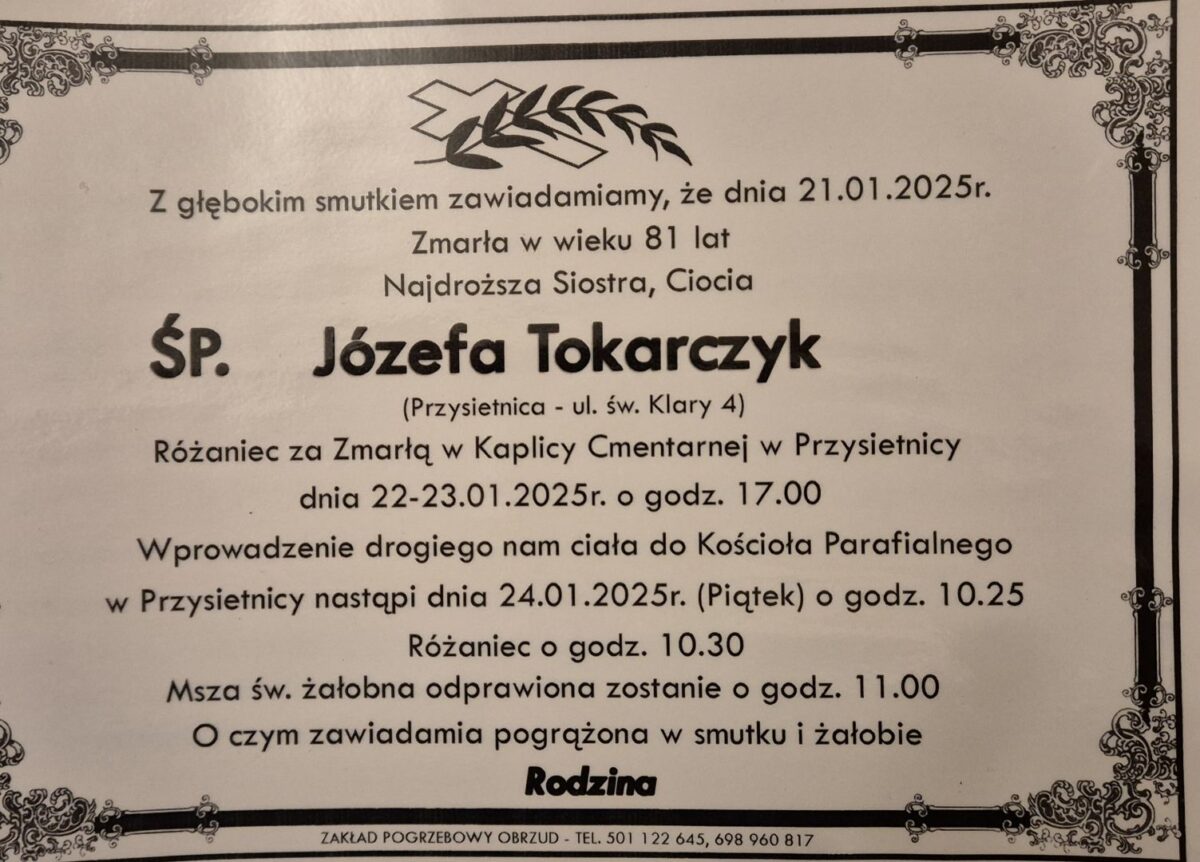 Z głębokim smutkiem zawiadamiamy, że dnia 21.01.2025r.
Zmarła w wieku 81 lat
Najdroższa Siostra, Ciocia
ŚP. Józefa Tokarczyk
(Przysietnica - ul. św. Klary 4)
Różaniec za Zmarłą w Kaplicy Cmentarnej w Przysietnicy
dnia 22-23.01.2025r. o godz. 17.00
Wprowadzenie drogiego nam ciała do Kościoła Parafialnego
w Przysietnicy nastąpi dnia 24.01.2025r. (Piątek) o godz. 10.25
Różaniec o godz. 10.30
Msza św. żałobna odprawiona zostanie o godz. 11.00
O czym zawiadamia pogrążona w smutku i żałobie
Rodzina
ZAKŁAD POGRZEBOWY OBRZUD - TEL. 501 122 645, 698 960 817